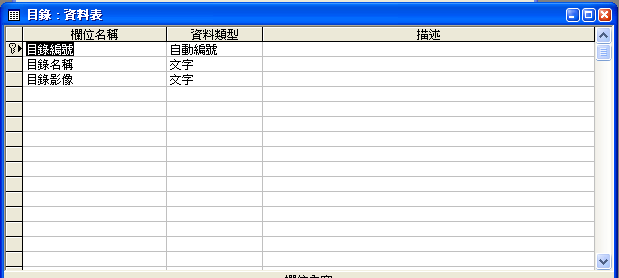 目錄：資料表
欄位名稱 資料類型 描述
目錄編號 自動編號
目錄名稱 文字
目錄影像 文字